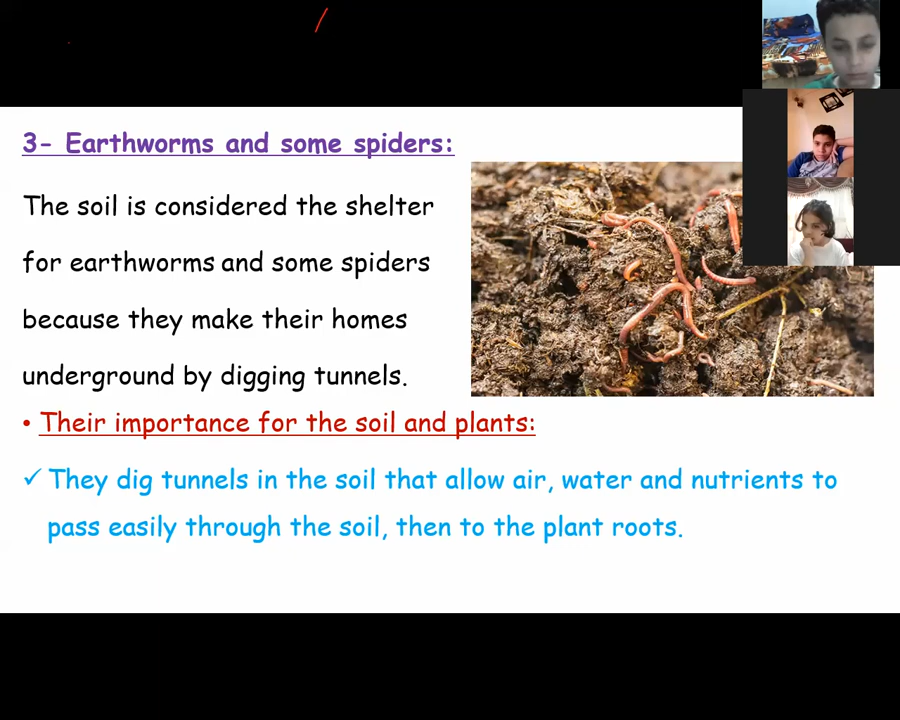 3- Earthworms and some spiders:
The soil is considered the shelter
for earthworms and some spiders
because they make their homes
underground by digging tunnels.
• Their importance for the soil and plants:
✓ They dig tunnels in the soil that allow air, water and nutrients to
pass easily through the soil, then to the plant roots.